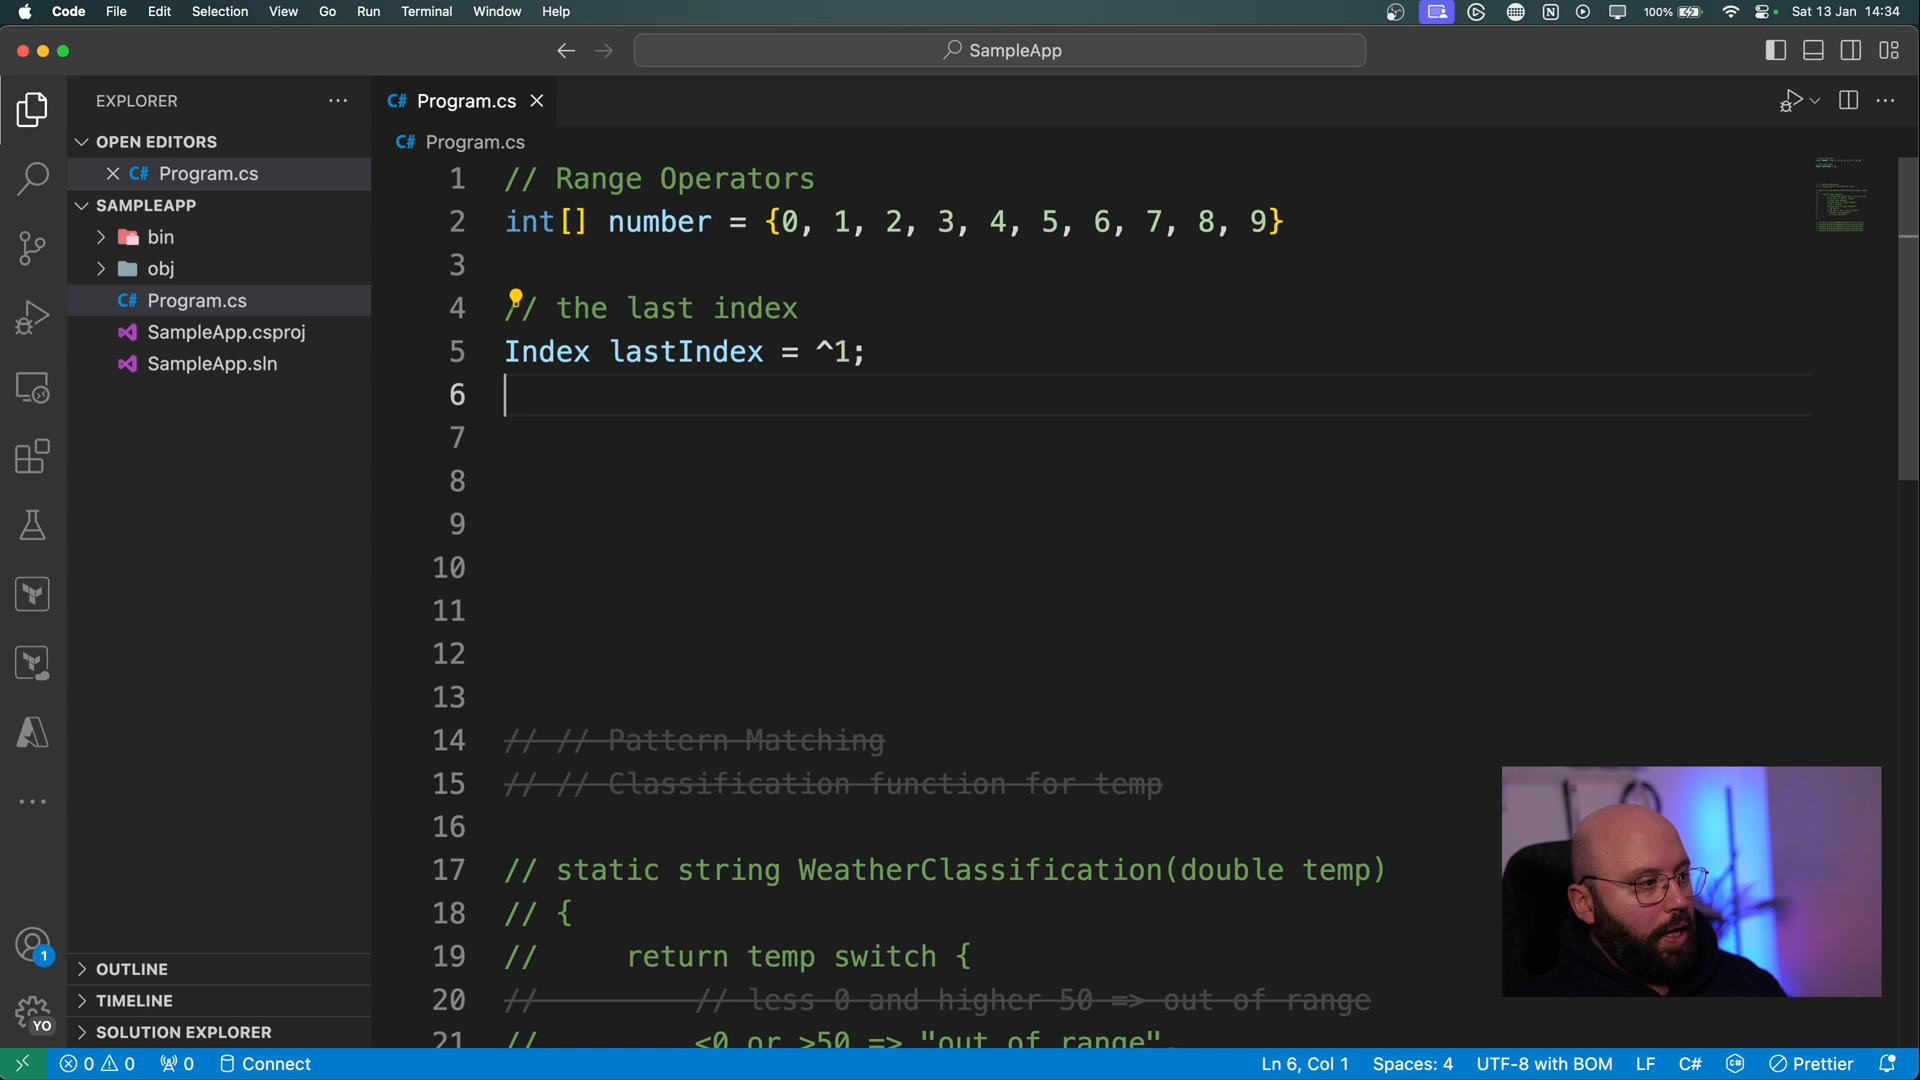 Code File Edit Selection View Go Run Terminal Window Help 100% Sat 13 Jan 14:34
SampleApp
EXPLORER
OPEN EDITORS
C# Program.cs
SAMPLEAPP
bin
obj
C# Program.cs
SampleApp.csproj
SampleApp.sln
OUTLINE
TIMELINE
SOLUTION EXPLORER
1
YO
C# Program.cs
C# Program.cs
1 // Range Operators
2 int[] number = {0, 1, 2, 3, 4, 5, 6, 7, 8, 9}
3
4 // the last index
5 Index lastIndex = ^1;
6
7
8
9
10
11
12
13
14 // // Pattern Matching
15 // // Classification function for temp
16
17 // static string WeatherClassification(double temp)
18 // {
19 // return temp switch {
20 // // less 0 and higher 50 => out of range
21 // <0 or >50 => "out of range",
0 0 0 Connect Ln 6, Col 1 Spaces: 4 UTF-8 with BOM LF C# Prettier